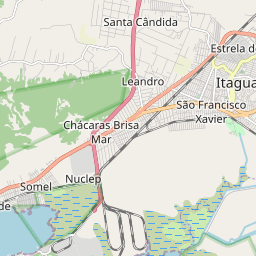 Santa Cândida
Estrela d
Leandro
Itagua
São Francisco
Xavier
Chácaras Brisa
Mar
Nuclep
Somel
de